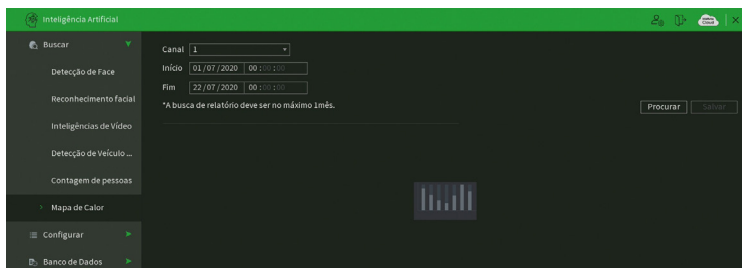 Inteligência Artificial
Buscar
Detecção de Face
Reconhecimento facial
Inteligências de Vídeo
Detecção de Veículo ...
Contagem de pessoas
Mapa de Calor
Configurar
Banco de Dados
Canal 1
Início 01/07/2020 00:00:00
Fim 22/07/2020 00:00:00
*A busca de relatório deve ser no máximo 1mês.
Procurar Salvar